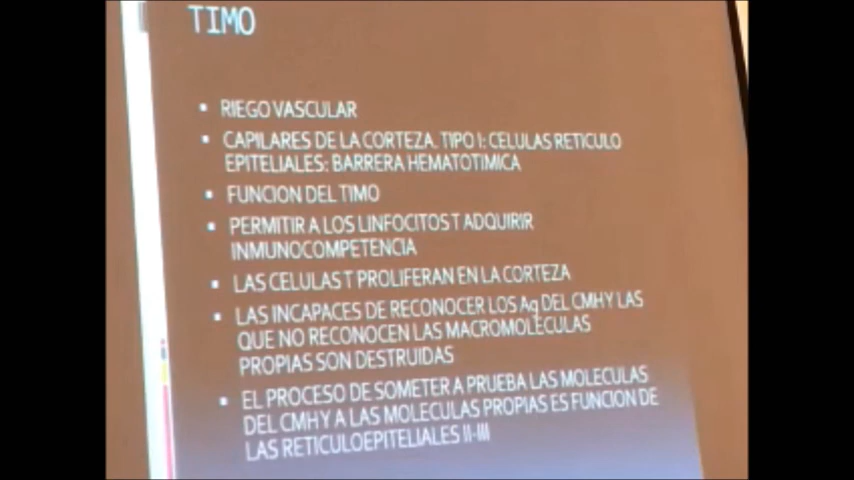 TIMO
▪ RIEGO VASCULAR
▪ CAPILARES DE LA CORTEZA. TIPO I: CELULAS RETICULO
EPITELIALES: BARRERA HEMATOTIMICA
▪ FUNCION DEL TIMO
▪ PERMITIR A LOS LINFOCITOS T ADQUIRIR
INMUNOCOMPETENCIA
▪ LAS CELULAS T PROLIFERAN EN LA CORTEZA
▪ LAS INCAPACES DE RECONOCER LOS Ag DEL CMH Y LAS
QUE NO RECONOCEN LAS MACROMOLECULAS
PROPIAS SON DESTRUIDAS
▪ EL PROCESO DE SOMETER A PRUEBA LAS MOLECULAS
DEL CMH Y A LAS MOLECULAS PROPIAS ES FUNCION DE
LAS RETICULOEPITELIALES II-III